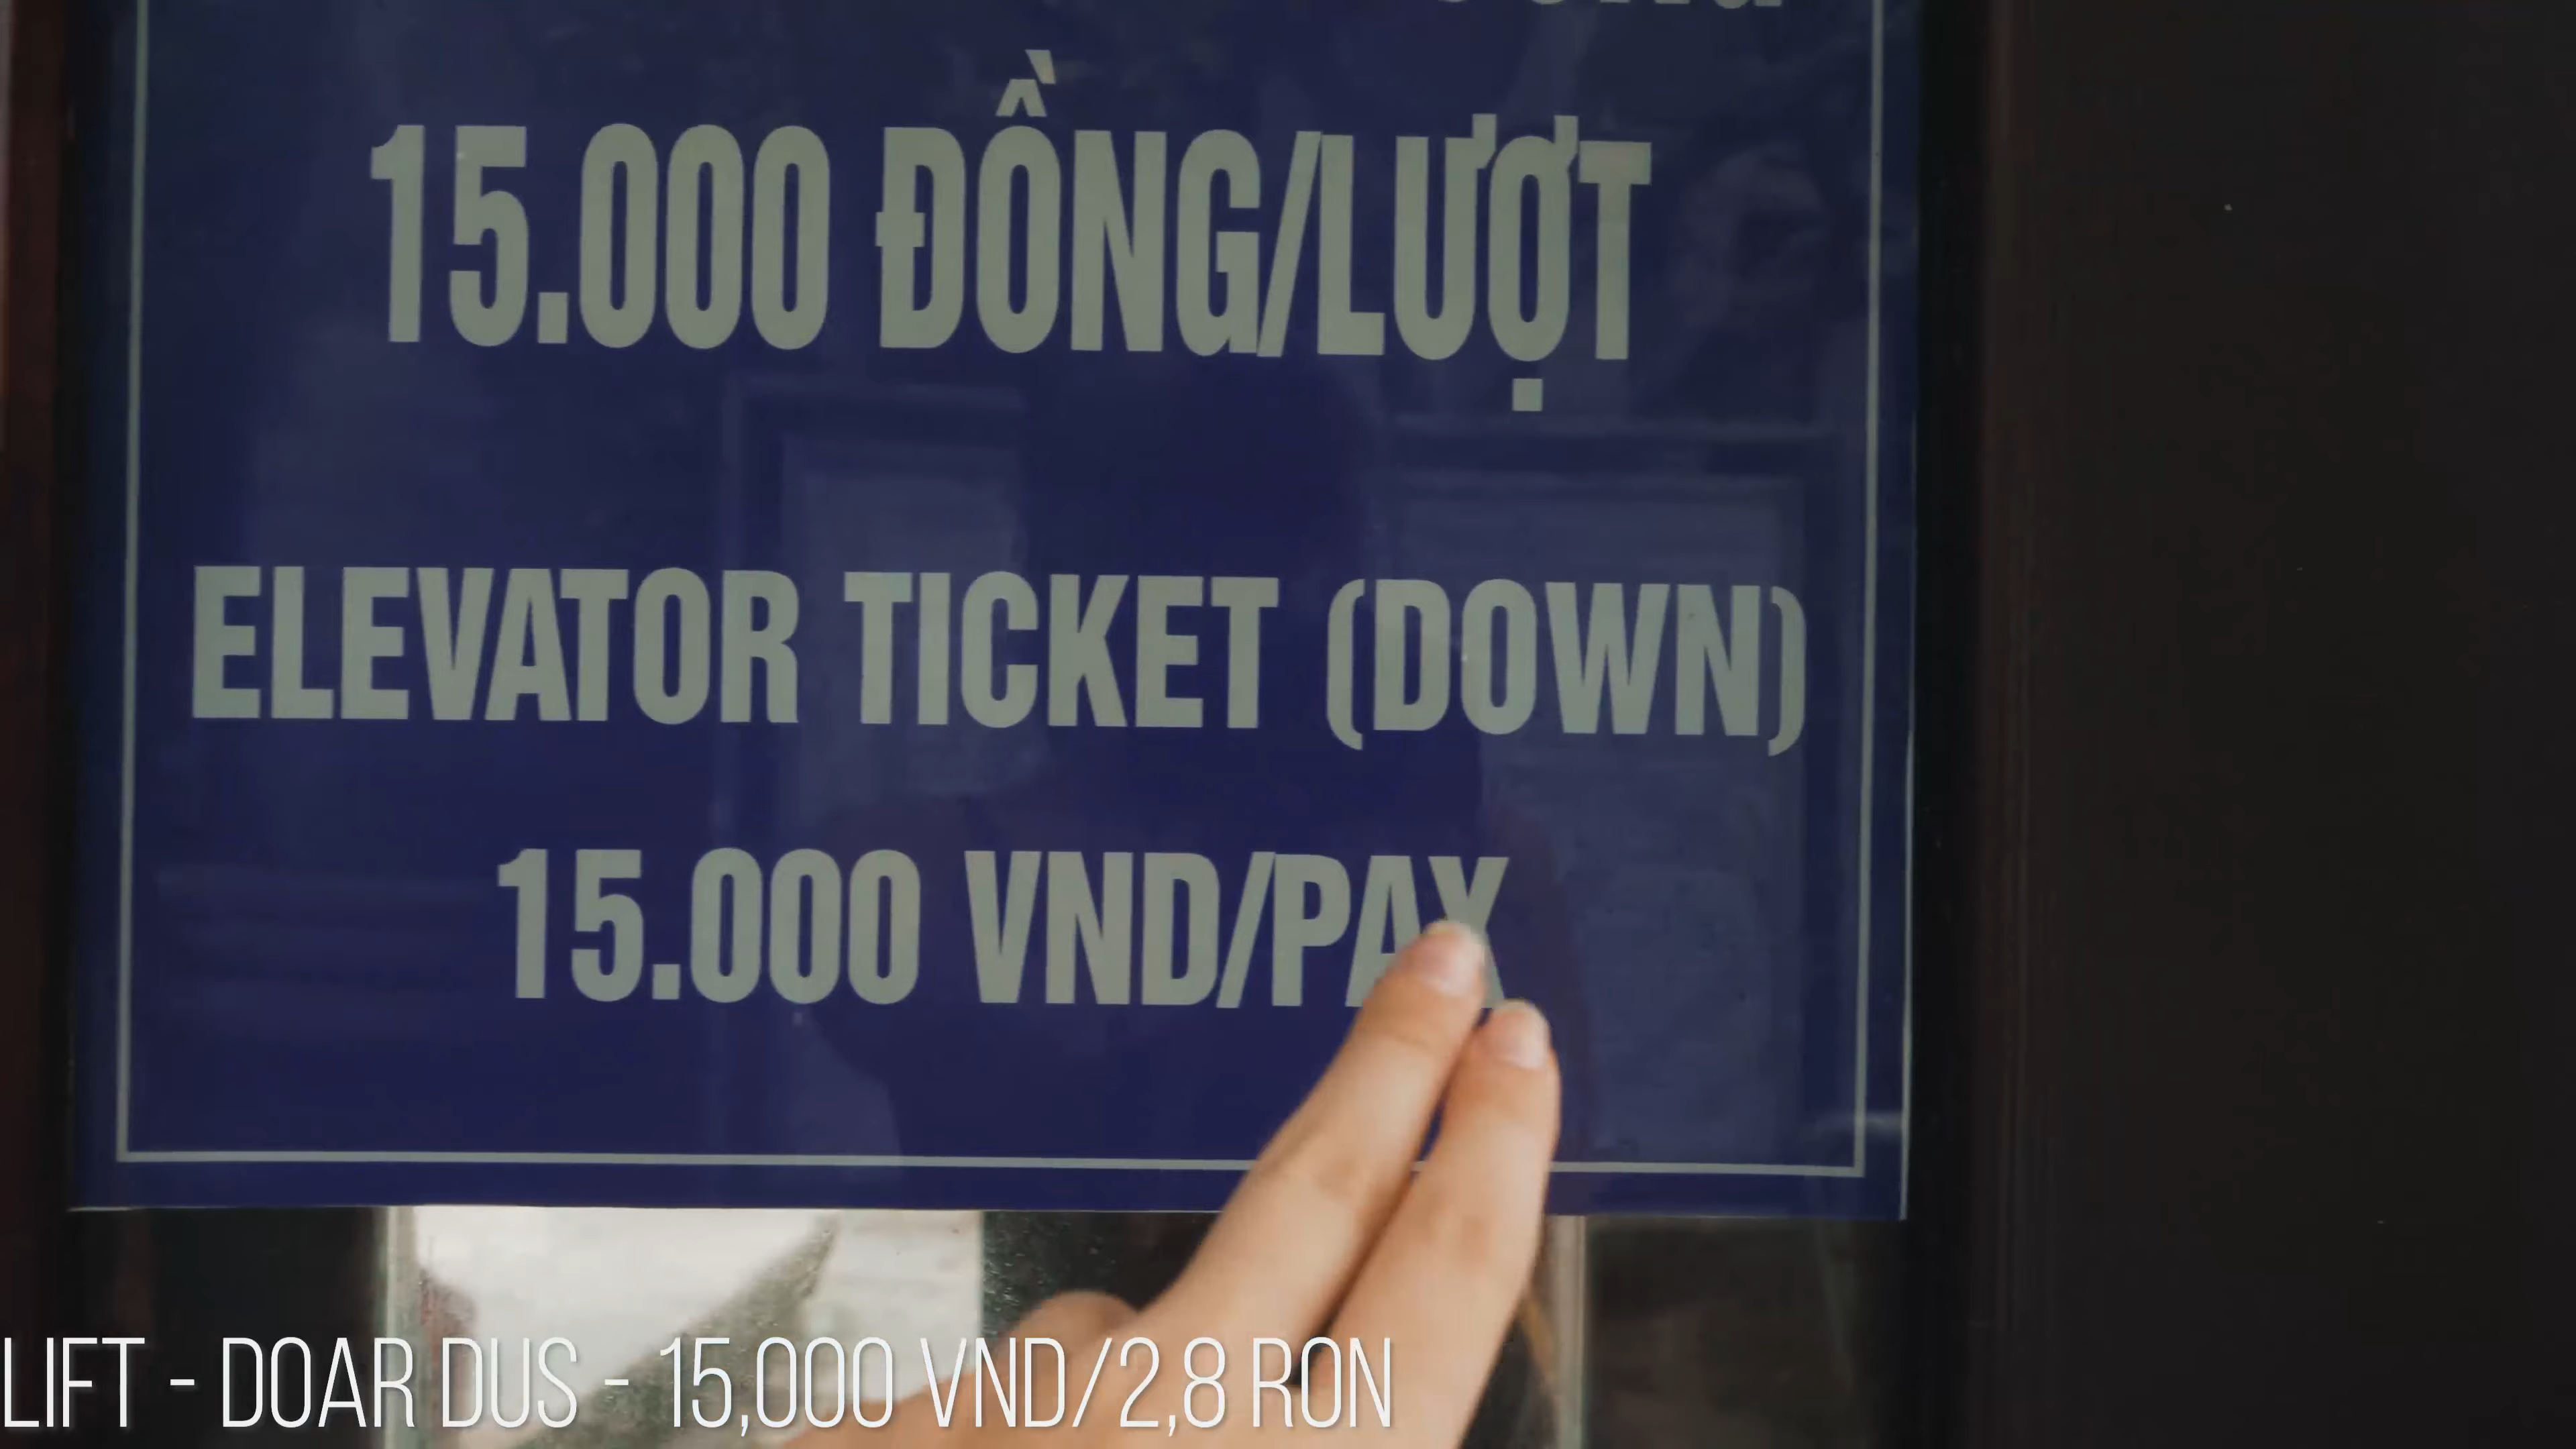 15.000 ĐỒNG/LƯỢT
ELEVATOR TICKET (DOWN)
15.000 VND/PAX
LIFT - DOAR DUS - 15,000 VND/2,8 RON